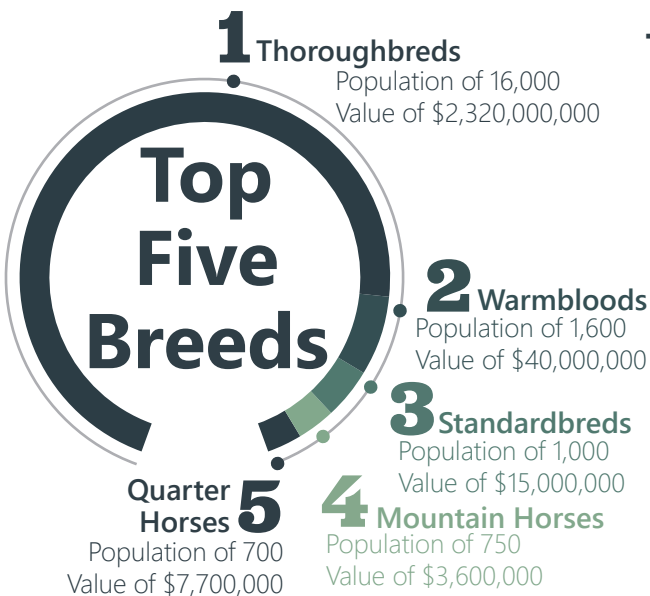 1 Thoroughbreds
Population of 16,000
Value of $2,320,000,000
Top
Five
Breeds
2 Warmbloods
Population of 1,600
Value of $40,000,000
3 Standardbreds
Population of 1,000
Value of $15,000,000
4 Mountain Horses
Population of 750
Value of $3,600,000
Quarter
Horses 5
Population of 700
Value of $7,700,000